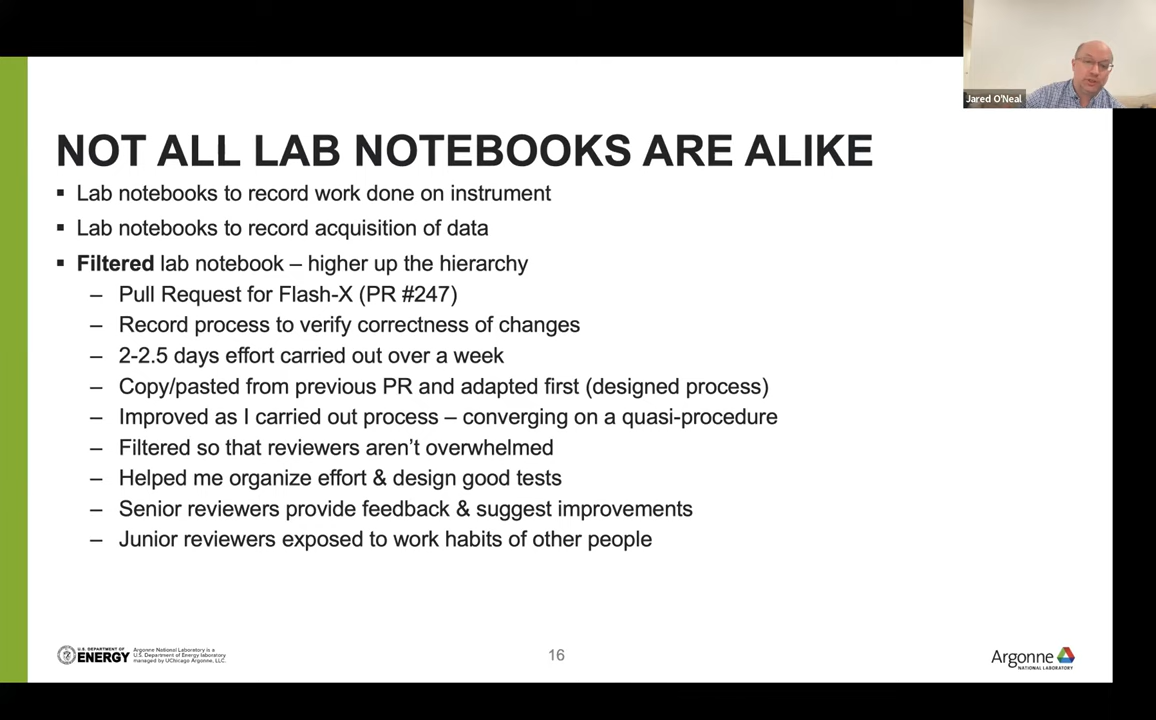 Jared O'Neal
NOT ALL LAB NOTEBOOKS ARE ALIKE
▪ Lab notebooks to record work done on instrument
▪ Lab notebooks to record acquisition of data
▪ Filtered lab notebook – higher up the hierarchy
– Pull Request for Flash-X (PR #247)
– Record process to verify correctness of changes
– 2-2.5 days effort carried out over a week
– Copy/pasted from previous PR and adapted first (designed process)
– Improved as I carried out process – converging on a quasi-procedure
– Filtered so that reviewers aren't overwhelmed
– Helped me organize effort & design good tests
– Senior reviewers provide feedback & suggest improvements
– Junior reviewers exposed to work habits of other people
U.S. DEPARTMENT OF
ENERGY
Argonne National Laboratory is a
U.S. Department of Energy laboratory
managed by UChicago Argonne, LLC.
16
Argonne
NATIONAL LABORATORY